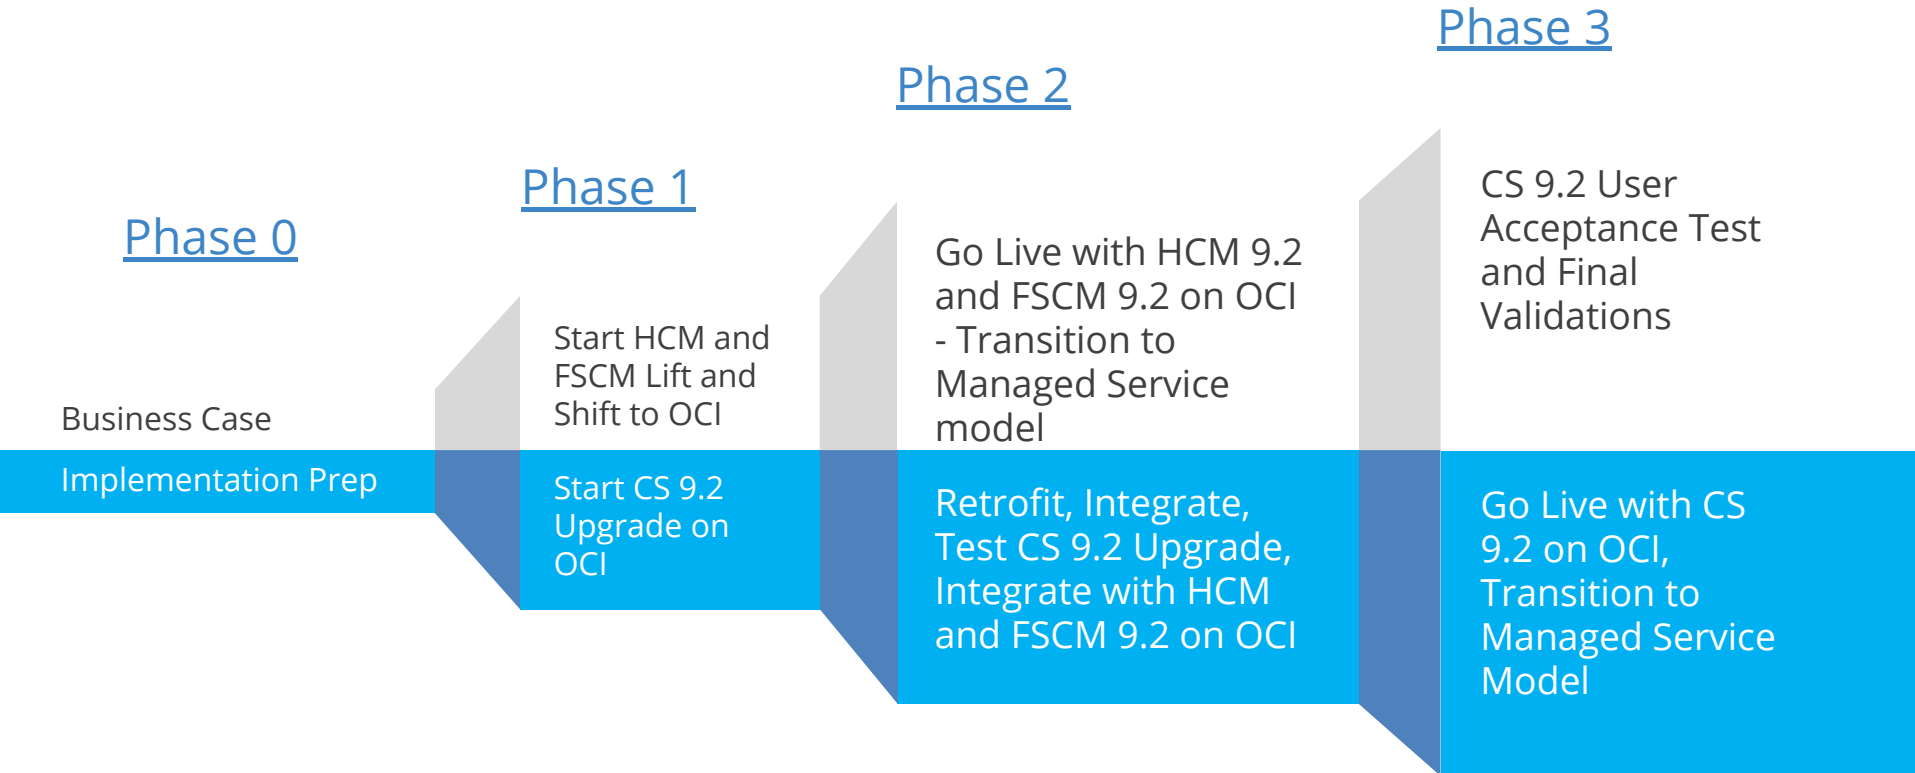 Phase 0
Business Case
Implementation Prep
Phase 1
Start HCM and
FSCM Lift and
Shift to OCI
Start CS 9.2
Upgrade on
OCI
Phase 2
Go Live with HCM 9.2
and FSCM 9.2 on OCI
- Transition to
Managed Service
model
Retrofit, Integrate,
Test CS 9.2 Upgrade,
Integrate with HCM
and FSCM 9.2 on OCI
Phase 3
CS 9.2 User
Acceptance Test
and Final
Validations
Go Live with CS
9.2 on OCI,
Transition to
Managed Service
Model